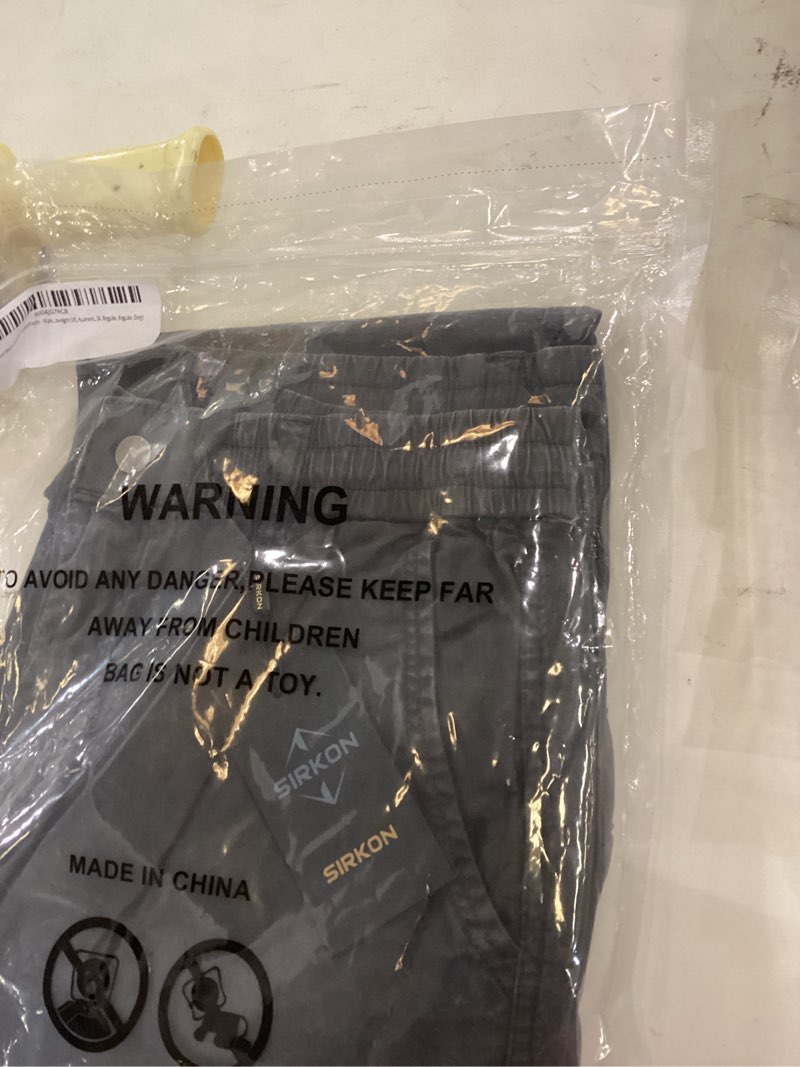 WARNING
TO AVOID ANY DANGER,PLEASE KEEP FAR
AWAY FROM CHILDREN
BAG IS NOT A TOY.
SIRKON
SIRKON
SIRKON
MADE IN CHINA